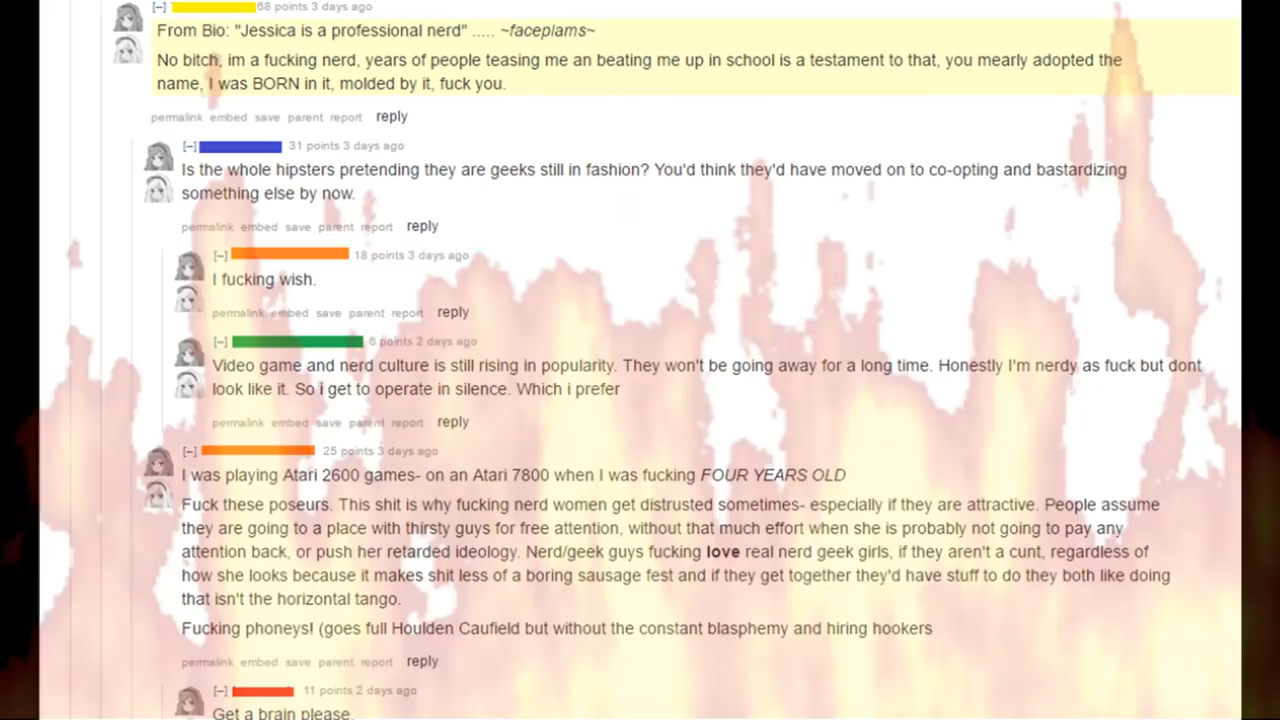 [–] 68 points 3 days ago
From Bio: "Jessica is a professional nerd" ..... ~faceplams~
No bitch, im a fucking nerd, years of people teasing me an beating me up in school is a testament to that, you mearly adopted the
name, I was BORN in it, molded by it, fuck you.
permalink embed save parent report reply
[–] 31 points 3 days ago
Is the whole hipsters pretending they are geeks still in fashion? You'd think they'd have moved on to co-opting and bastardizing
something else by now.
permalink embed save parent report reply
[–] 18 points 3 days ago
I fucking wish.
permalink embed save parent report reply
[–] 6 points 2 days ago
Video game and nerd culture is still rising in popularity. They won't be going away for a long time. Honestly I'm nerdy as fuck but dont
look like it. So i get to operate in silence. Which i prefer
permalink embed save parent report reply
[–] 25 points 3 days ago
I was playing Atari 2600 games- on an Atari 7800 when I was fucking FOUR YEARS OLD
Fuck these poseurs. This shit is why fucking nerd women get distrusted sometimes- especially if they are attractive. People assume
they are going to a place with thirsty guys for free attention, without that much effort when she is probably not going to pay any
attention back, or push her retarded ideology. Nerd/geek guys fucking love real nerd geek girls, if they aren't a cunt, regardless of
how she looks because it makes shit less of a boring sausage fest and if they get together they'd have stuff to do they both like doing
that isn't the horizontal tango.
Fucking phoneys! (goes full Houlden Caufield but without the constant blasphemy and hiring hookers
permalink embed save parent report reply
[–] 11 points 2 days ago
Get a brain please.